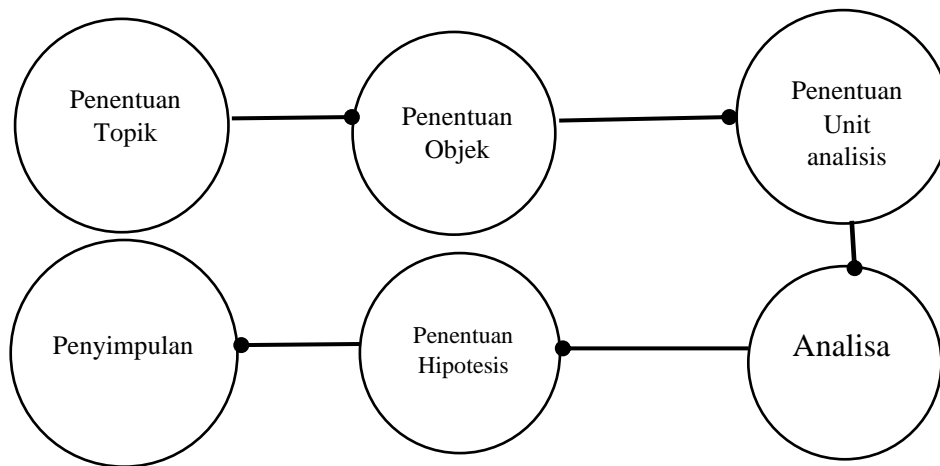 Penentuan
Topik
Penentuan
Objek
Penentuan
Unit
analisis
Analisa
Penentuan
Hipotesis
Penyimpulan